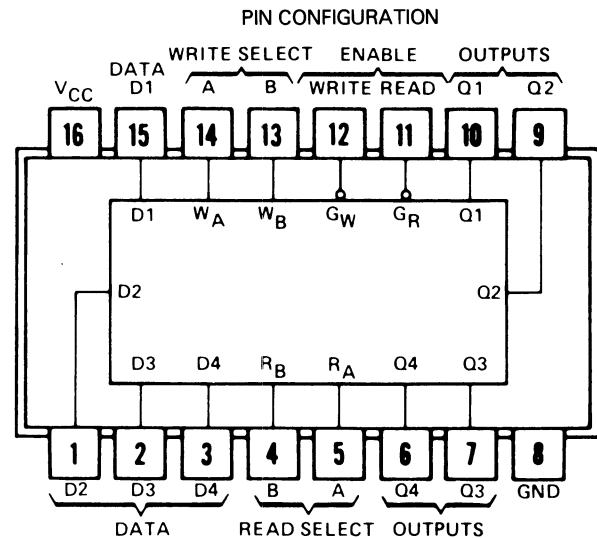 PIN CONFIGURATION
DATA WRITE SELECT ENABLE OUTPUTS
VCC D1 A B WRITE READ Q1 Q2
16 15 14 13 12 11 10 9
D1 WA WB GW GR Q1
D2 Q2
D3 D4 RB RA Q4 Q3
1 2 3 4 5 6 7 8
D2 D3 D4 B A Q4 Q3 GND
DATA READ SELECT OUTPUTS